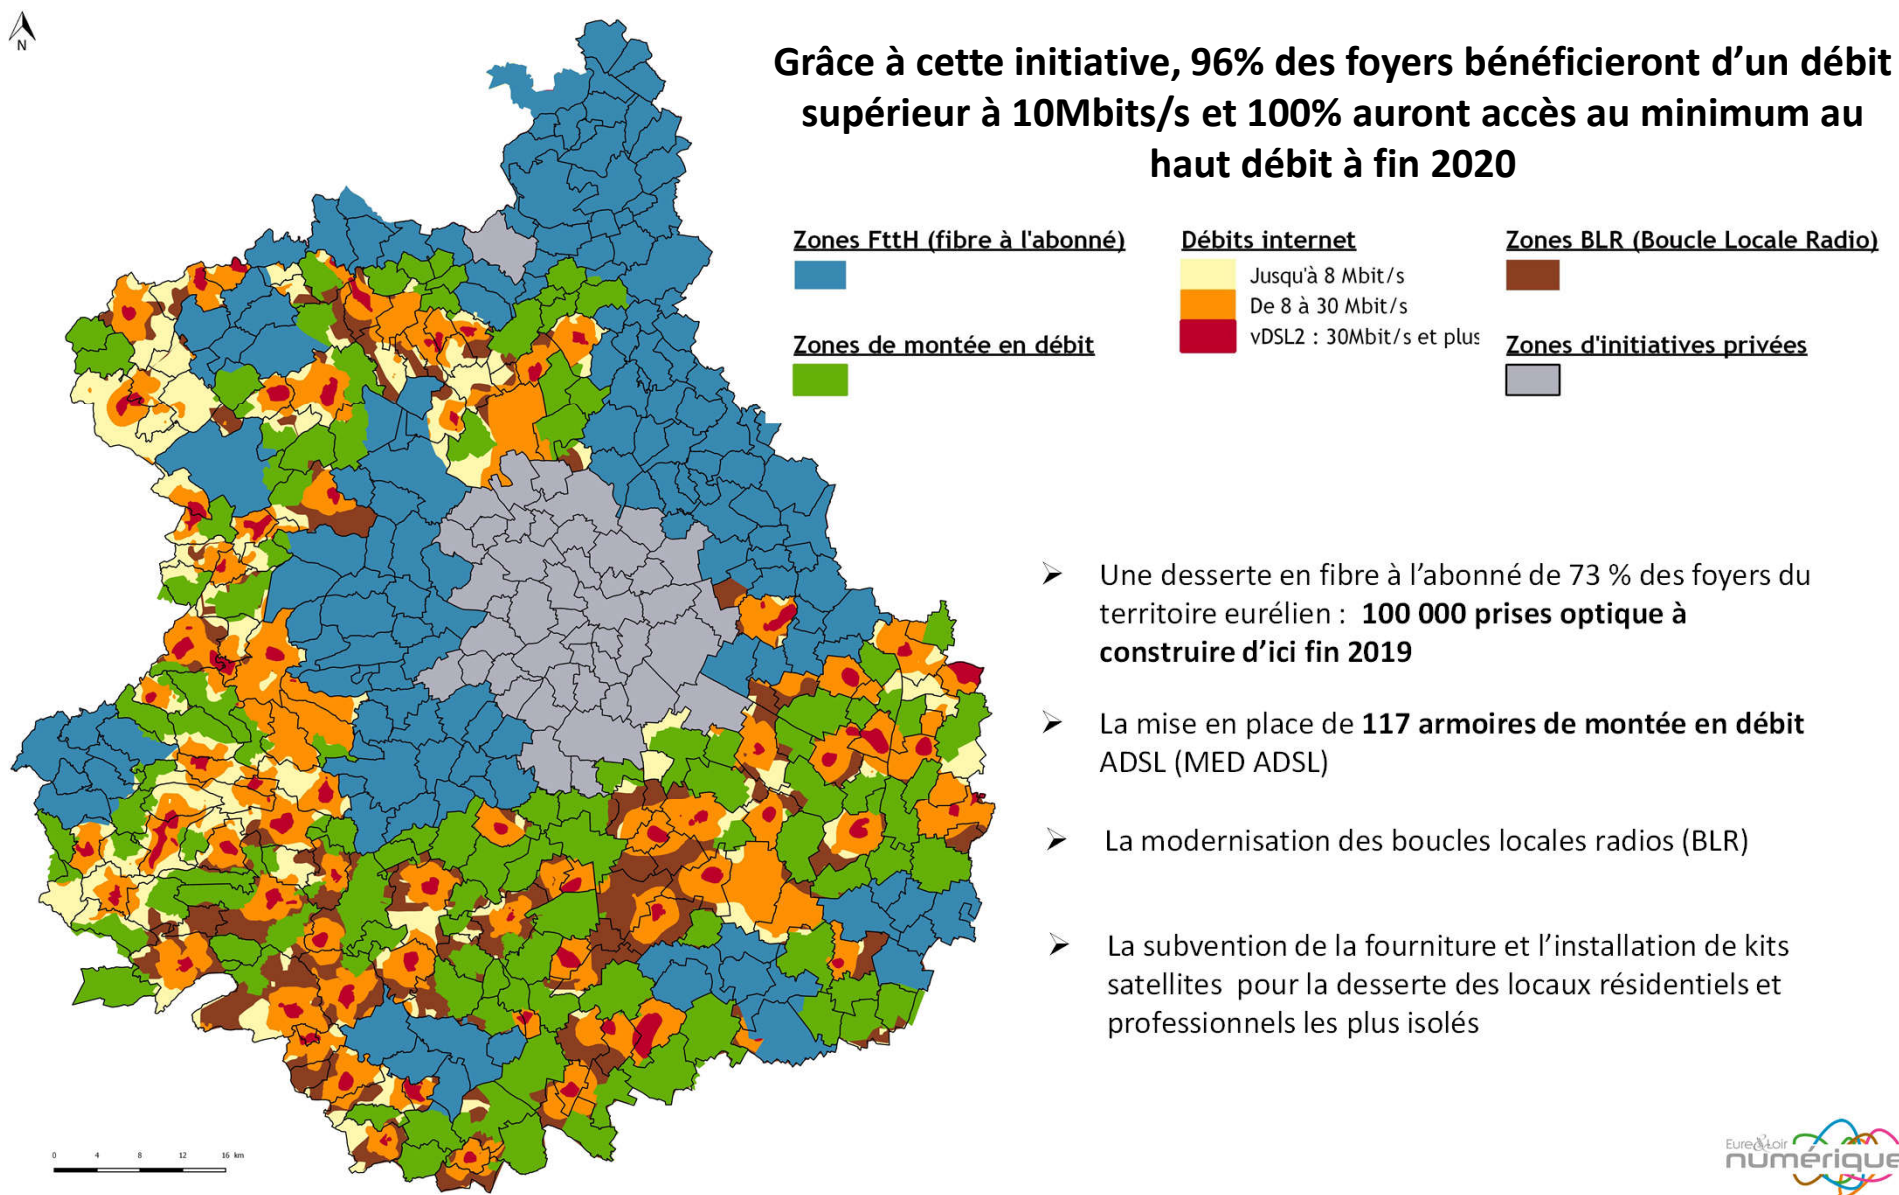 N
Grâce à cette initiative, 96% des foyers bénéficieront d’un débit
supérieur à 10Mbits/s et 100% auront accès au minimum au
haut débit à fin 2020
Zones FttH (fibre à l'abonné)
Zones de montée en débit
Débits internet
Jusqu'à 8 Mbit/s
De 8 à 30 Mbit/s
vDSL2 : 30Mbit/s et plus
Zones BLR (Boucle Locale Radio)
Zones d'initiatives privées
➢ Une desserte en fibre à l’abonné de 73 % des foyers du
territoire eurélien : 100 000 prises optique à
construire d’ici fin 2019
➢ La mise en place de 117 armoires de montée en débit
ADSL (MED ADSL)
➢ La modernisation des boucles locales radios (BLR)
➢ La subvention de la fourniture et l’installation de kits
satellites pour la desserte des locaux résidentiels et
professionnels les plus isolés
0 4 8 12 16 km
Eure&Loir
numérique